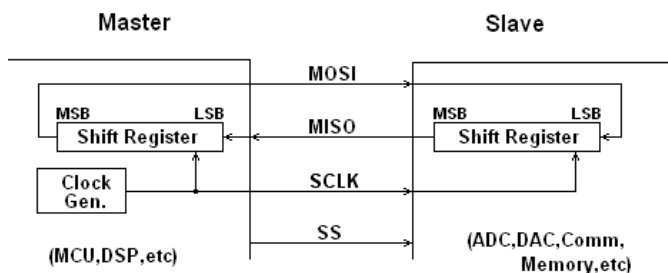 Master
Slave
MOSI
MSB LSB
MISO
MSB LSB
Shift Register
Shift Register
Clock
Gen.
SCLK
SS
(MCU,DSP,etc)
(ADC,DAC,Comm,
Memory,etc)